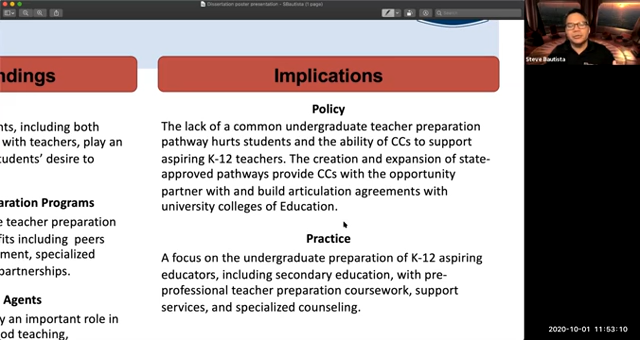 Dissertation poster presentation - SBautista (1 page)
Search
Steve Bautista
ndings
nts, including both
with teachers, play an
tudents' desire to
aration Programs
e teacher preparation
fits including peers
ment, specialized
partnerships.
Agents
y an important role in
od teaching,
Implications
Policy
The lack of a common undergraduate teacher preparation
pathway hurts students and the ability of CCs to support
aspiring K-12 teachers. The creation and expansion of state-
approved pathways provide CCs with the opportunity
partner with and build articulation agreements with
university colleges of Education.
Practice
A focus on the undergraduate preparation of K-12 aspiring
educators, including secondary education, with pre-
professional teacher preparation coursework, support
services, and specialized counseling.
2020-10-01 11:53:10